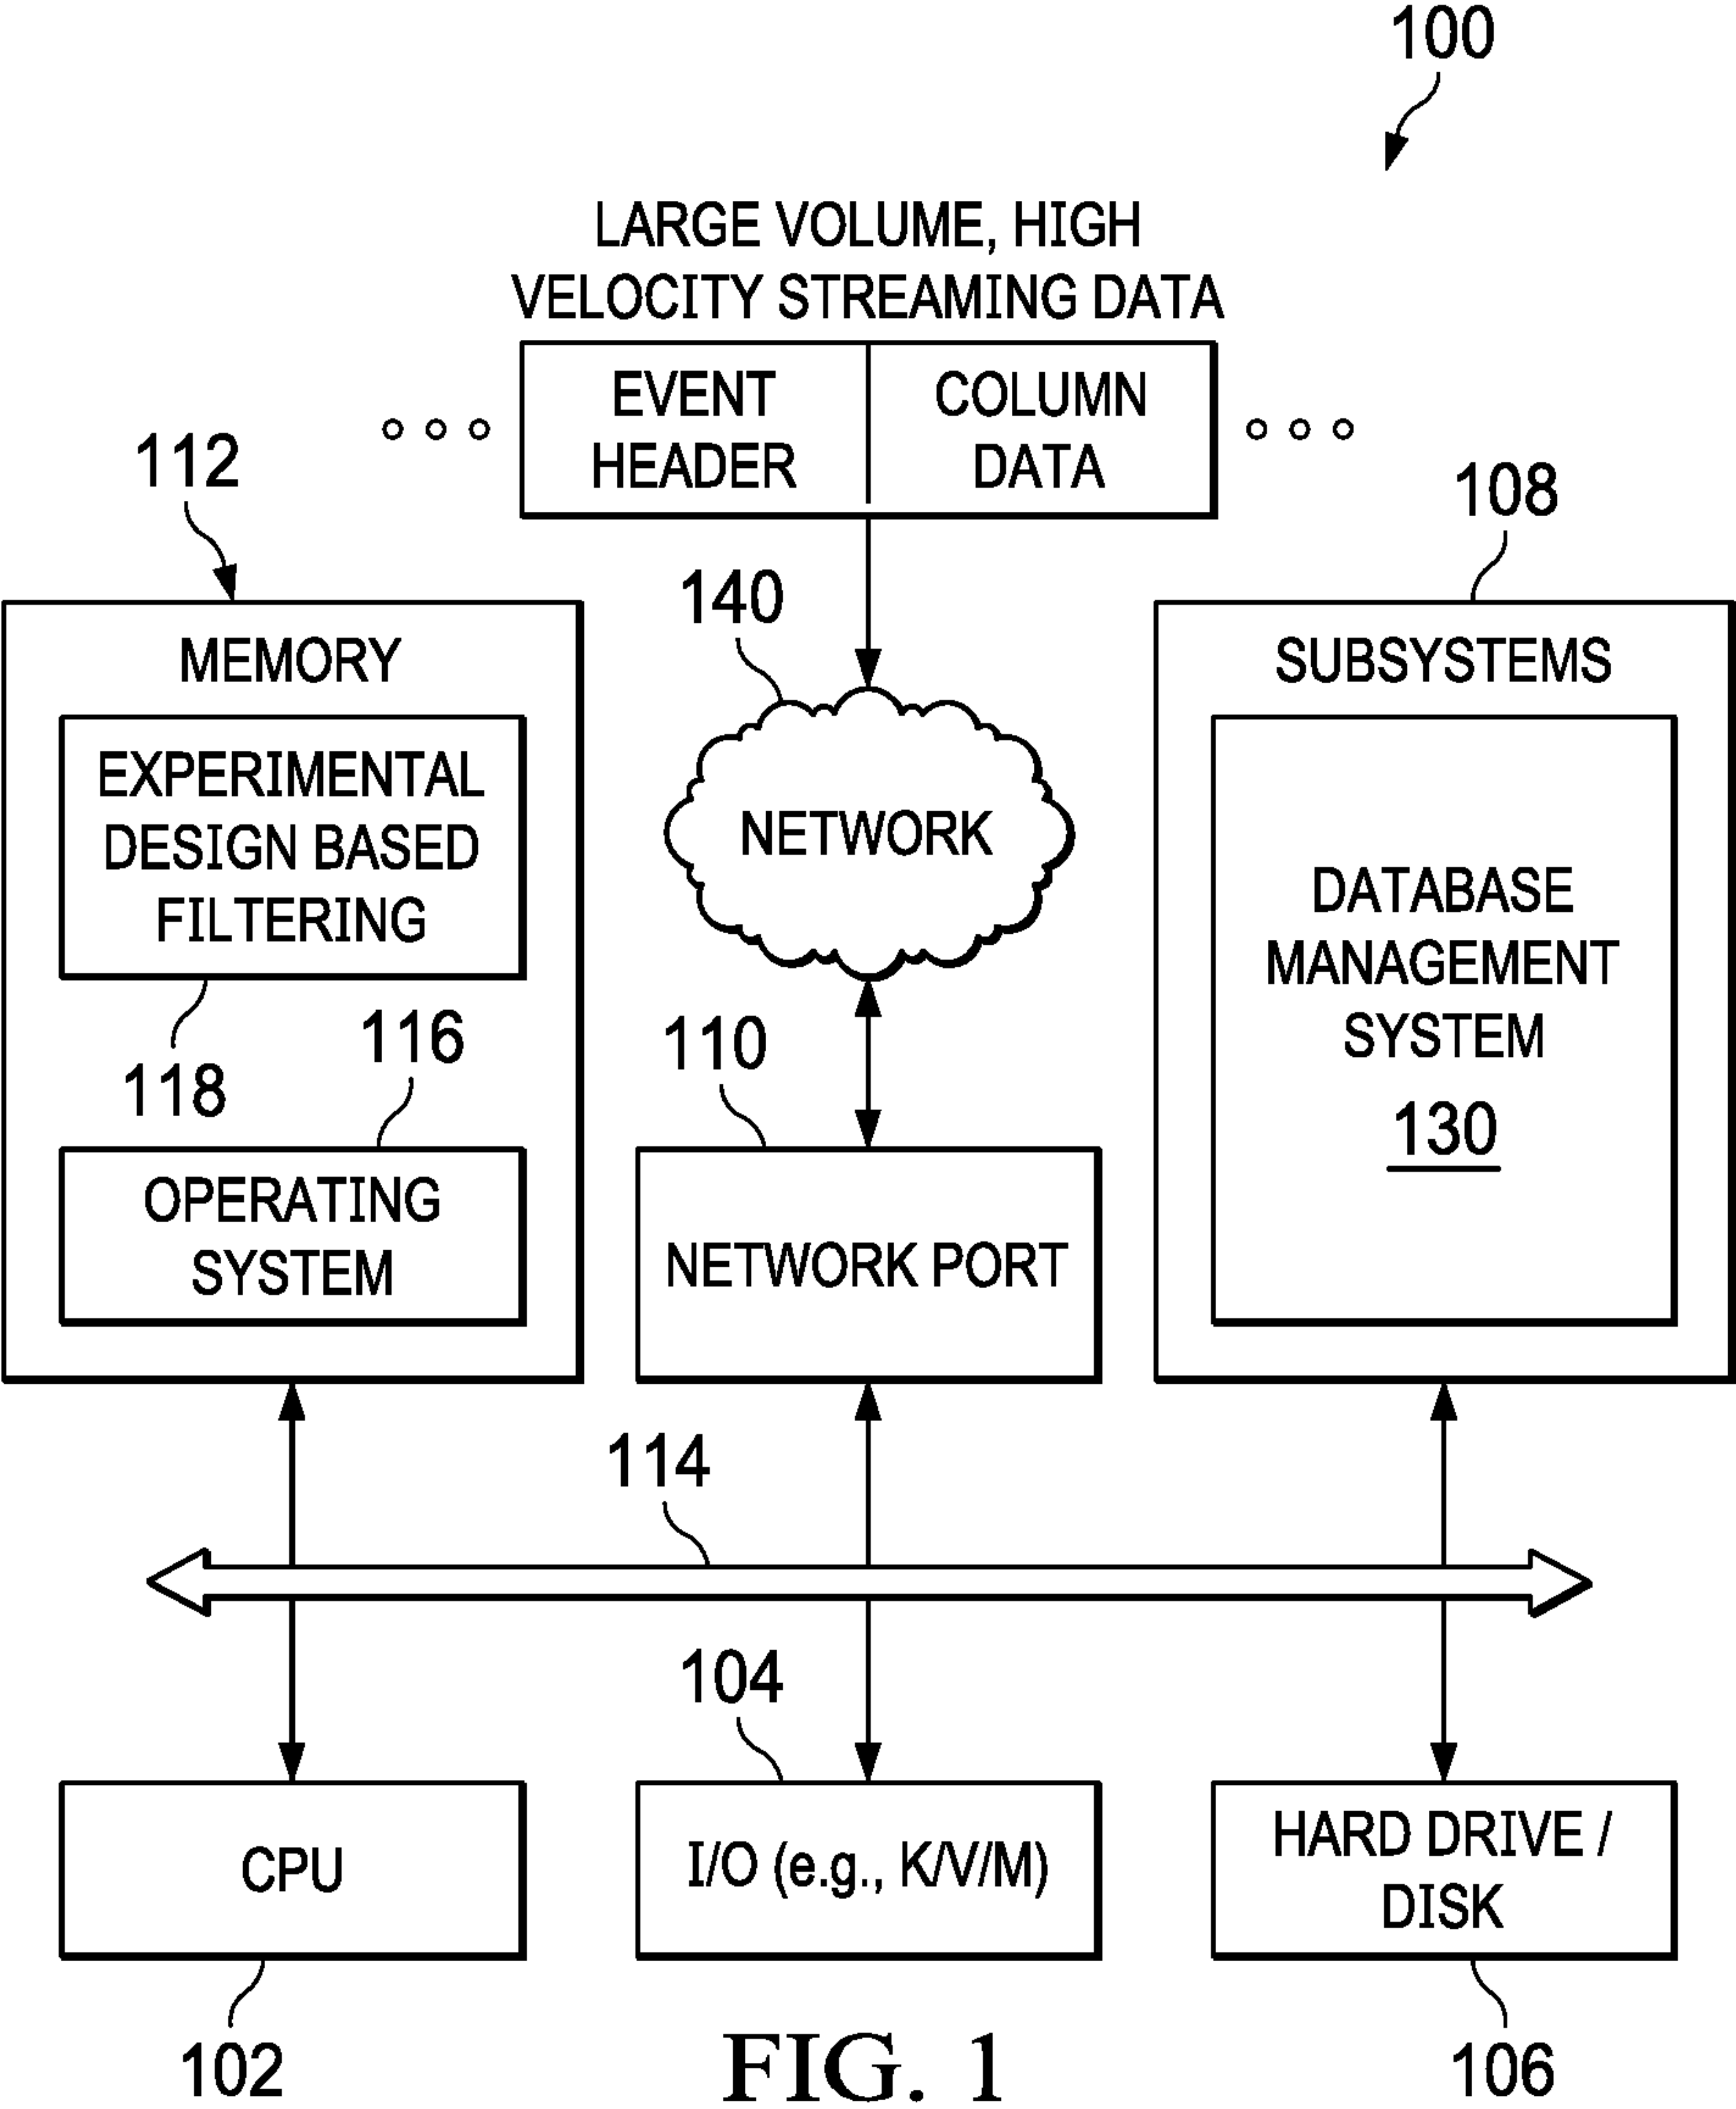 100
LARGE VOLUME, HIGH
VELOCITY STREAMING DATA
EVENT
HEADER
COLUMN
DATA
112
108
140
MEMORY
EXPERIMENTAL
DESIGN BASED
FILTERING
118
116
OPERATING
SYSTEM
NETWORK
110
NETWORK PORT
SUBSYSTEMS
DATABASE
MANAGEMENT
SYSTEM
130
114
104
CPU
I/O (e.g., K/V/M)
HARD DRIVE /
DISK
102
106
FIG. 1